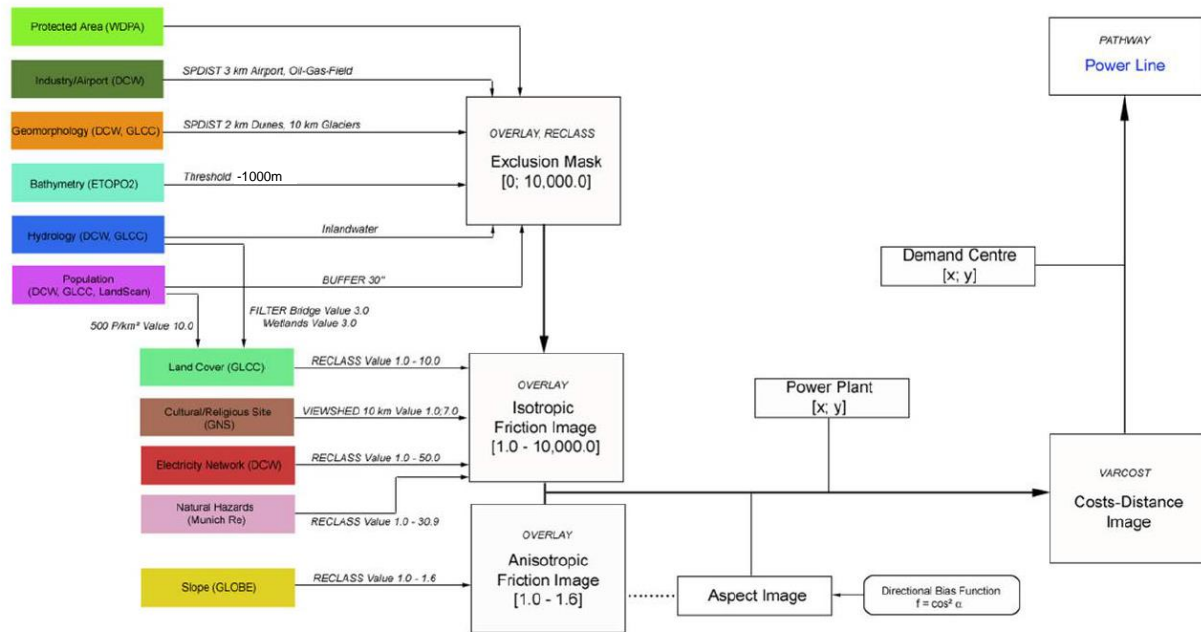 Protected Area (WDPA)
Industry/Airport (DCW)
SPDIST 3 km Airport, Oil-Gas-Field
Geomorphology (DCW, GLCC)
SPDIST 2 km Dunes, 10 km Glaciers
Bathymetry (ETOPO2)
Threshold -1000m
Hydrology (DCW, GLCC)
Inlandwater
Population
(DCW, GLCC, LandScan)
BUFFER 30"
500 P/km² Value 10.0
FILTER Bridge Value 3.0
Wetlands Value 3.0
OVERLAY, RECLASS
Exclusion Mask
[0; 10,000.0]
Land Cover (GLCC)
RECLASS Value 1.0 - 10.0
Cultural/Religious Site
(GNS)
VIEWSHED 10 km Value 1.0;7.0
Electricity Network (DCW)
RECLASS Value 1.0 - 50.0
Natural Hazards
(Munich Re)
RECLASS Value 1.0 - 30.9
OVERLAY
Isotropic
Friction Image
[1.0 - 10,000.0]
Slope (GLOBE)
RECLASS Value 1.0 - 1.6
OVERLAY
Anisotropic
Friction Image
[1.0 - 1.6]
Aspect Image
Directional Bias Function
f = cos² α
Power Plant
[x; y]
Demand Centre
[x; y]
VARCOST
Costs-Distance
Image
PATHWAY
Power Line